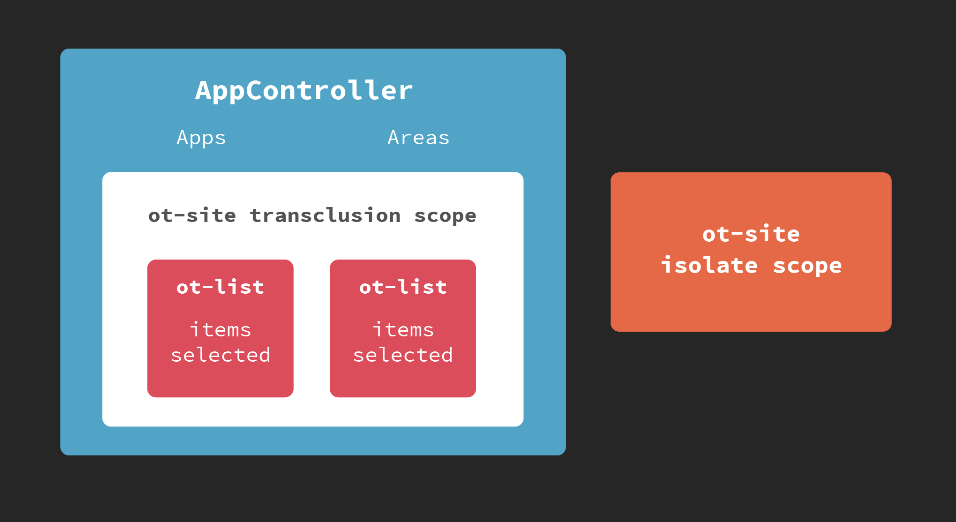 AppController
Apps Areas
ot-site transclusion scope
ot-list
items
selected
ot-list
items
selected
ot-site
isolate scope